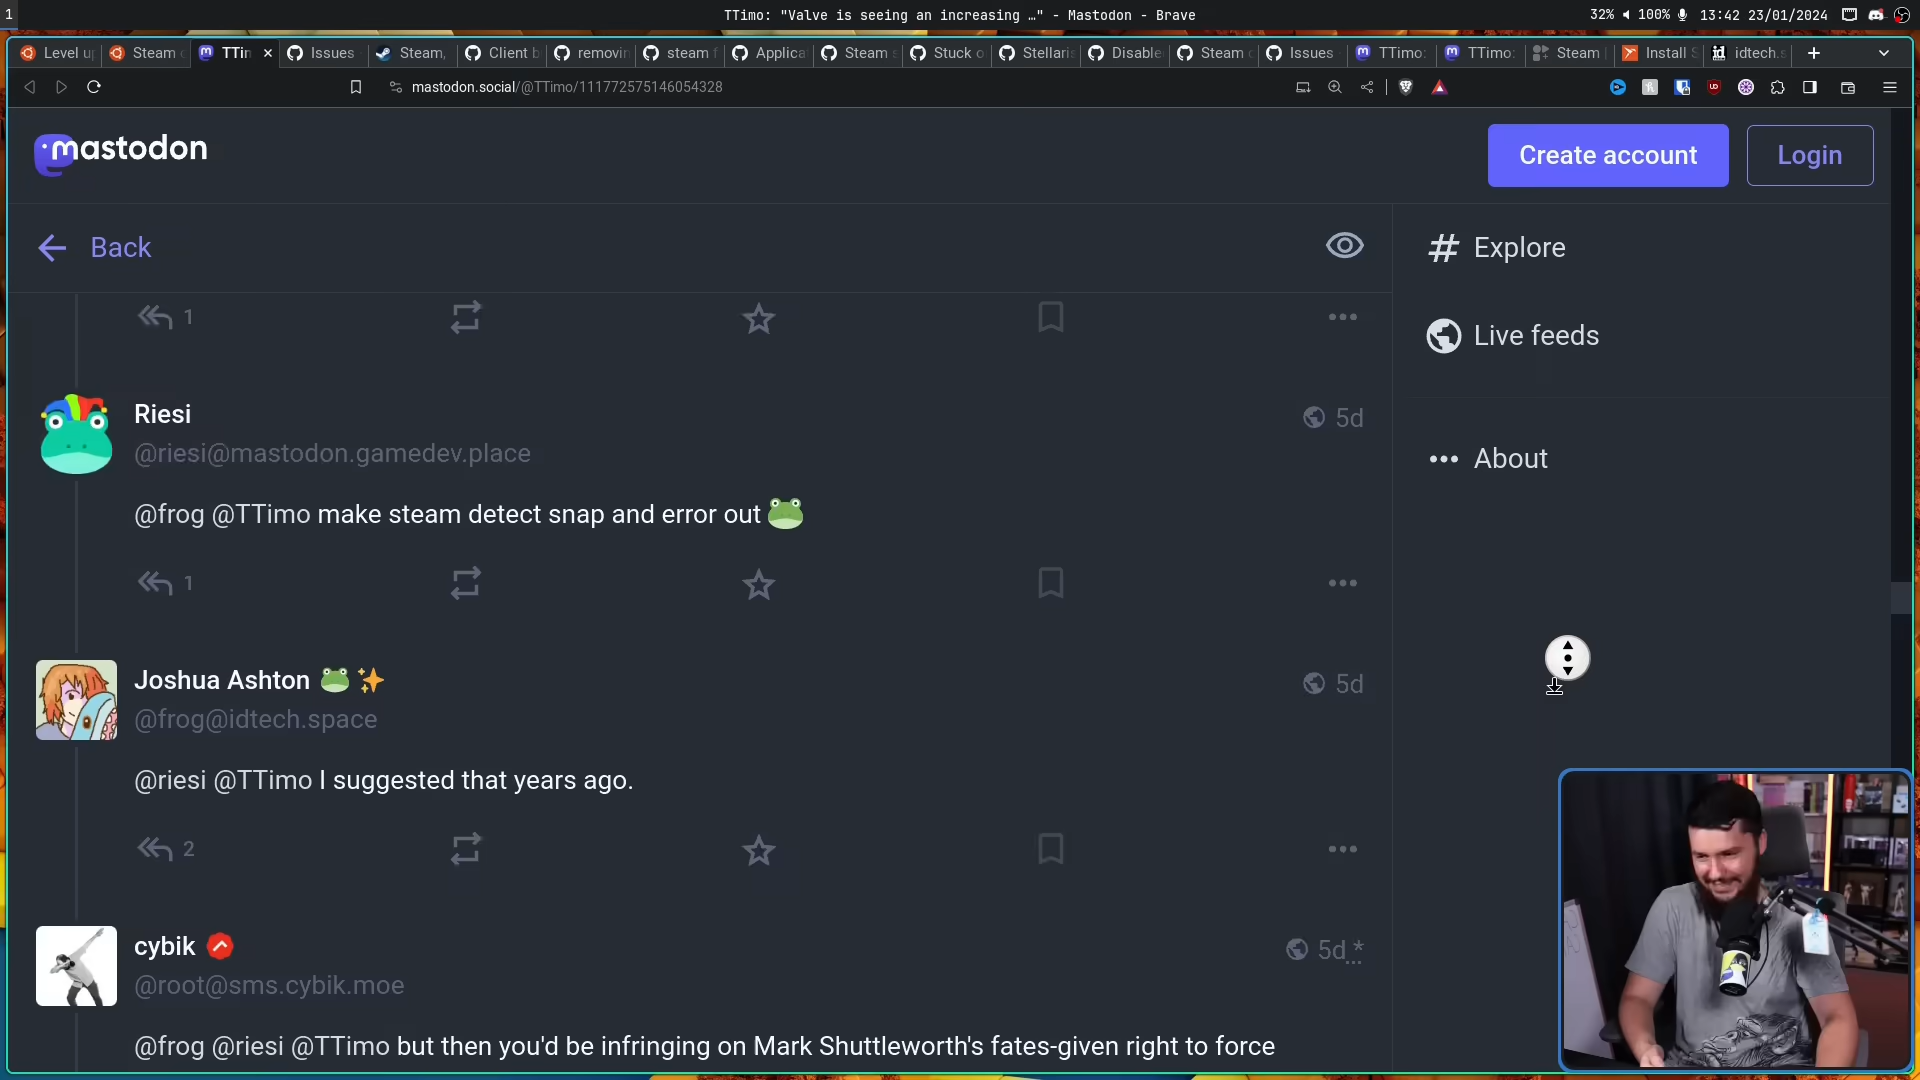 1
TTimo: "Valve is seeing an increasing …" - Mastodon - Brave
32% 100% 13:42 23/01/2024
Level u
Steam
TTim
Issues
Steam,
Client b
removin
steam f
Applica
Steam s
Stuck o
Stellaris
Disable
Steam
Issues
TTimo:
TTimo:
Steam |
Install S
idtech.s
mastodon.social/@TTimo/111772575146054328
mastodon
Create account
Login
Back
Explore
Live feeds
About
1
Riesi
5d
@riesi@mastodon.gamedev.place
@frog @TTimo make steam detect snap and error out
1
Joshua Ashton
5d
@frog@idtech.space
@riesi @TTimo I suggested that years ago.
2
cybik
5d *
@root@sms.cybik.moe
@frog @riesi @TTimo but then you'd be infringing on Mark Shuttleworth's fates-given right to force